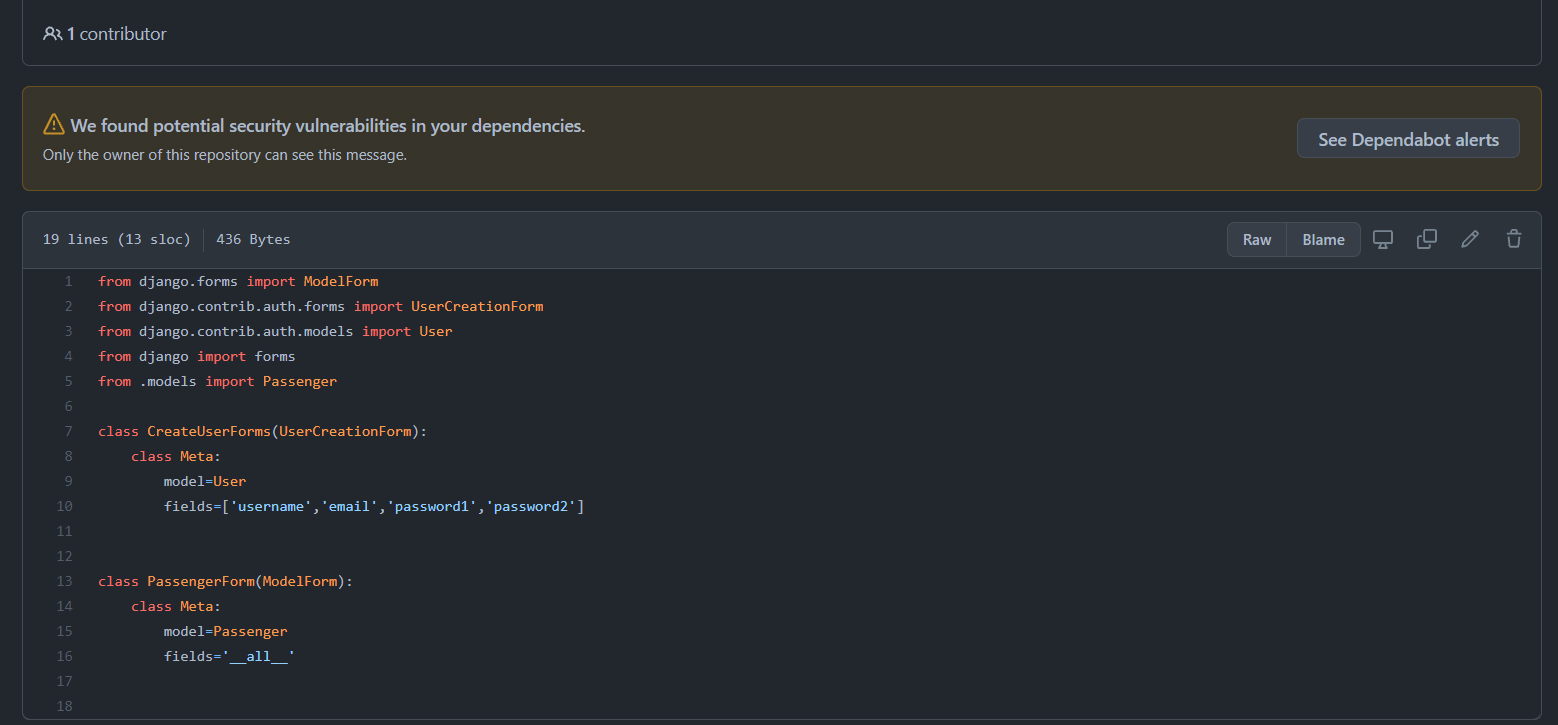 1 contributor
We found potential security vulnerabilities in your dependencies.
Only the owner of this repository can see this message.
See Dependabot alerts
19 lines (13 sloc) 436 Bytes
Raw Blame
1 from django.forms import ModelForm
2 from django.contrib.auth.forms import UserCreationForm
3 from django.contrib.auth.models import User
4 from django import forms
5 from .models import Passenger
6
7 class CreateUserForms(UserCreationForm):
8     class Meta:
9         model=User
10         fields=['username','email','password1','password2']
11
12
13 class PassengerForm(ModelForm):
14     class Meta:
15         model=Passenger
16         fields='__all__'
17
18